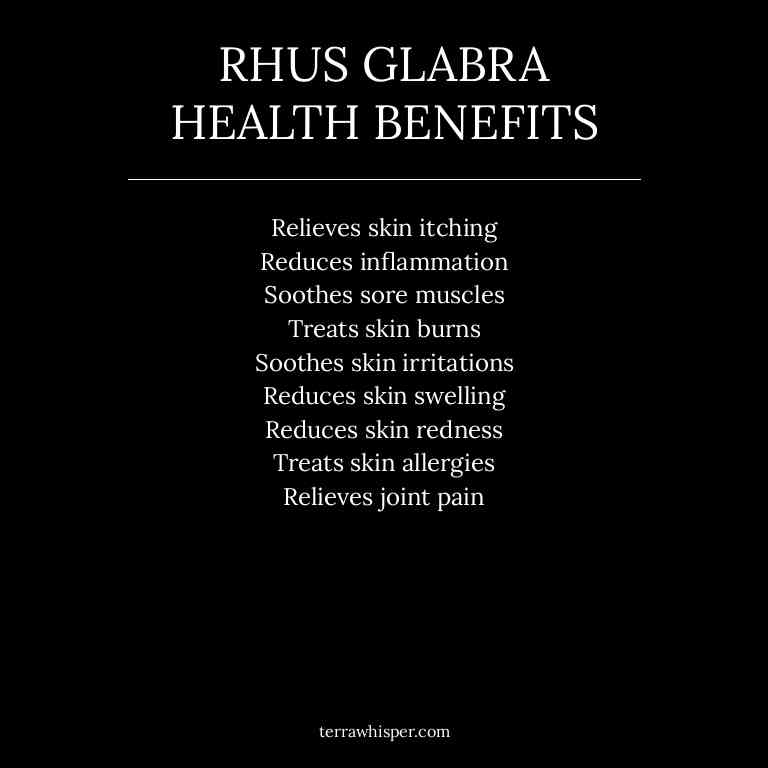 RHUS GLABRA
HEALTH BENEFITS
Relieves skin itching
Reduces inflammation
Soothes sore muscles
Treats skin burns
Soothes skin irritations
Reduces skin swelling
Reduces skin redness
Treats skin allergies
Relieves joint pain
terrawhisper.com